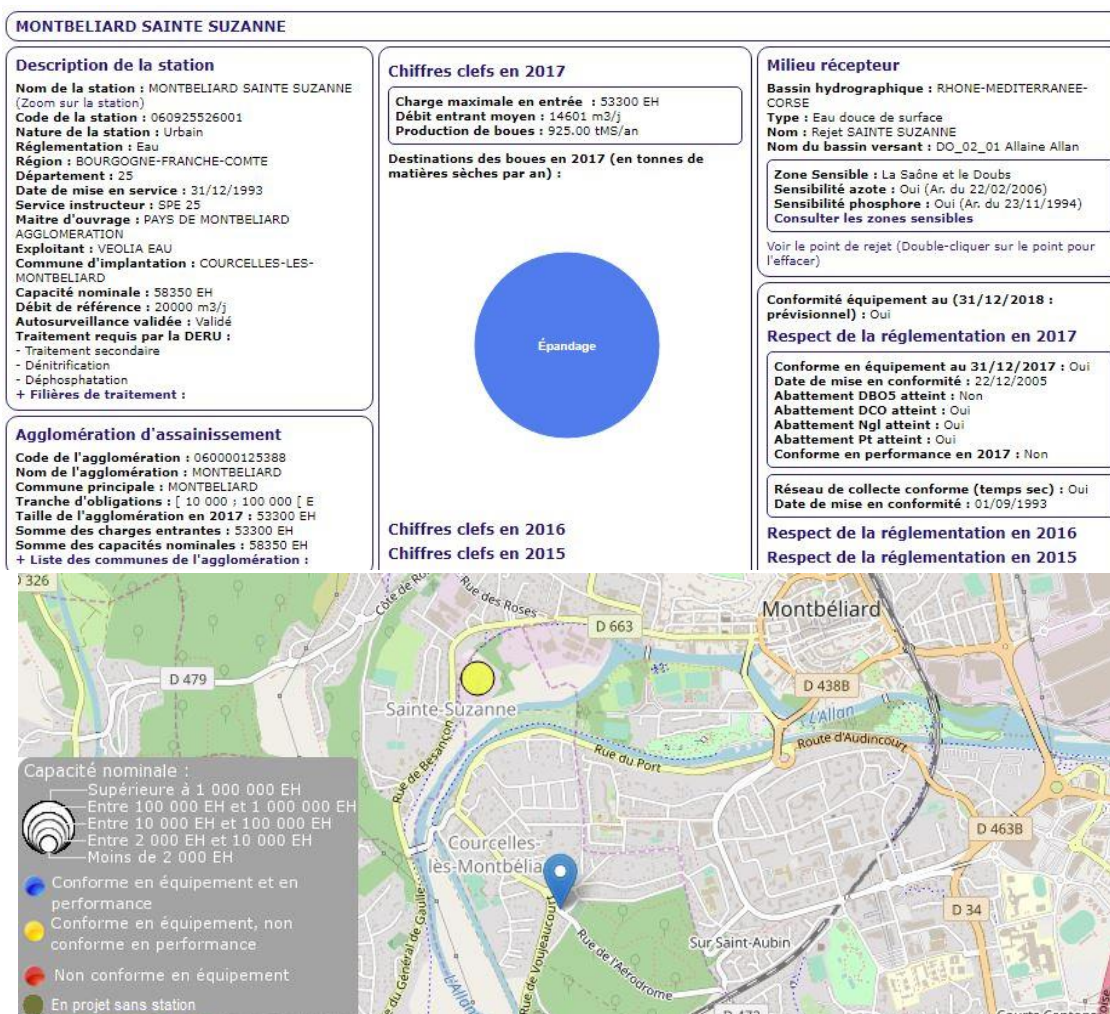 MONTBELIARD SAINTE SUZANNE
Description de la station
Nom de la station : MONTBELIARD SAINTE SUZANNE
(Zoom sur la station)
Code de la station : 060925526001
Nature de la station : Urbain
Réglementation : Eau
Région : BOURGOGNE-FRANCHE-COMTE
Département : 25
Date de mise en service : 31/12/1993
Service instructeur : SPE 25
Maitre d'ouvrage : PAYS DE MONTBELIARD
AGGLOMERATION
Exploitant : VEOLIA EAU
Commune d'implantation : COURCELLES-LES-
MONTBELIARD
Capacité nominale : 58350 EH
Débit de référence : 20000 m3/j
Autosurveillance validée : Validé
Traitement requis par la DERU :
- Traitement secondaire
- Dénitrification
- Déphosphatation
+ Filières de traitement :
Agglomération d'assainissement
Code de l'agglomération : 060000125388
Nom de l'agglomération : MONTBELIARD
Commune principale : MONTBELIARD
Tranche d'obligations : [ 10 000 ; 100 000 [ E
Taille de l'agglomération en 2017 : 53300 EH
Somme des charges entrantes : 53300 EH
Somme des capacités nominales : 58350 EH
+ Liste des communes de l'agglomération :
Chiffres clefs en 2017
Charge maximale en entrée : 53300 EH
Débit entrant moyen : 14601 m3/j
Production de boues : 925.00 tMS/an
Destinations des boues en 2017 (en tonnes de
matières sèches par an) :
Épandage
Chiffres clefs en 2016
Chiffres clefs en 2015
Milieu récepteur
Bassin hydrographique : RHONE-MEDITERRANEE-
CORSE
Type : Eau douce de surface
Nom : Rejet SAINTE SUZANNE
Nom du bassin versant : DO_02_01 Allaine Allan
Zone Sensible : La Saône et le Doubs
Sensibilité azote : Oui (Ar. du 22/02/2006)
Sensibilité phosphore : Oui (Ar. du 23/11/1994)
Consulter les zones sensibles
Voir le point de rejet (Double-cliquer sur le point pour
l'effacer)
Conformité équipement au (31/12/2018 :
prévisionnel) : Oui
Respect de la réglementation en 2017
Conforme en équipement au 31/12/2017 : Oui
Date de mise en conformité : 22/12/2005
Abattement DBO5 atteint : Non
Abattement DCO atteint : Oui
Abattement Ngl atteint : Oui
Abattement Pt atteint : Oui
Conforme en performance en 2017 : Non
Réseau de collecte conforme (temps sec) : Oui
Date de mise en conformité : 01/09/1993
Respect de la réglementation en 2016
Respect de la réglementation en 2015
326
Côte de
Rue des Roses
D 663
Montbéliard
D 479
D 438B
Sainte-Suzanne
L'Allan
Route d'Audincourt
Rue du Port
Rue de Besançon
D 463B
Courcelles-
lès-Montbélia
D 34
Sur Saint-Aubin
Rue de Voujeaucourt
Rue de l'Aérodrome
Rue du Général de Gaulle
L'Allan
D 472
Capacité nominale :
Supérieure à 1 000 000 EH
Entre 100 000 EH et 1 000 000 EH
Entre 10 000 EH et 100 000 EH
Entre 2 000 EH et 10 000 EH
Moins de 2 000 EH
Conforme en équipement et en
performance
Conforme en équipement, non
conforme en performance
Non conforme en équipement
En projet sans station